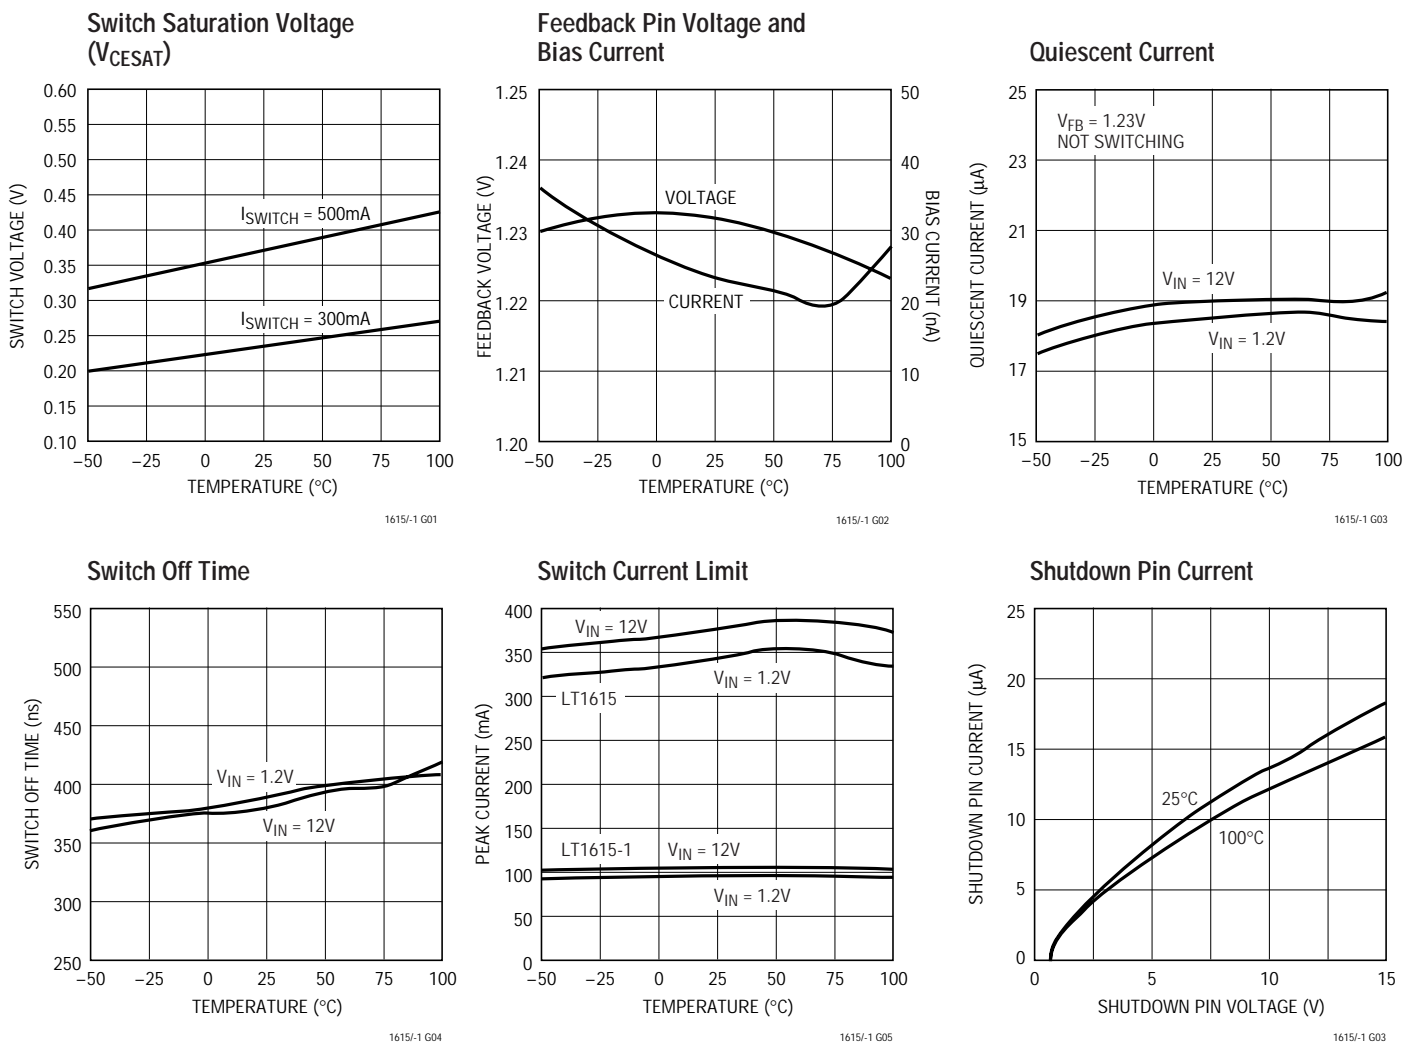 Switch Saturation Voltage
(VCESAT)
0.60
0.55
0.50
0.45
0.40
0.35
0.30
0.25
0.20
0.15
0.10
SWITCH VOLTAGE (V)
ISWITCH = 500mA
ISWITCH = 300mA
–50 –25 0 25 50 75 100
TEMPERATURE (°C)
1615/-1 G01
Feedback Pin Voltage and
Bias Current
1.25
1.24
1.23
1.22
1.21
1.20
FEEDBACK VOLTAGE (V)
VOLTAGE
CURRENT
50
40
30
20
10
0
BIAS CURRENT (nA)
–50 –25 0 25 50 75 100
TEMPERATURE (°C)
1615/-1 G02
Quiescent Current
25
23
21
19
17
15
QUIESCENT CURRENT (µA)
VFB = 1.23V
NOT SWITCHING
VIN = 12V
VIN = 1.2V
–50 –25 0 25 50 75 100
TEMPERATURE (°C)
1615/-1 G03
Switch Off Time
550
500
450
400
350
300
250
SWITCH OFF TIME (ns)
VIN = 1.2V
VIN = 12V
–50 –25 0 25 50 75 100
TEMPERATURE (°C)
1615/-1 G04
Switch Current Limit
400
350
300
250
200
150
100
50
0
PEAK CURRENT (mA)
VIN = 12V
VIN = 1.2V
LT1615
LT1615-1 VIN = 12V
VIN = 1.2V
–50 –25 0 25 50 75 100
TEMPERATURE (°C)
1615/-1 G05
Shutdown Pin Current
25
20
15
10
5
0
SHUTDOWN PIN CURRENT (µA)
25°C
100°C
0 5 10 15
SHUTDOWN PIN VOLTAGE (V)
1615/-1 G03